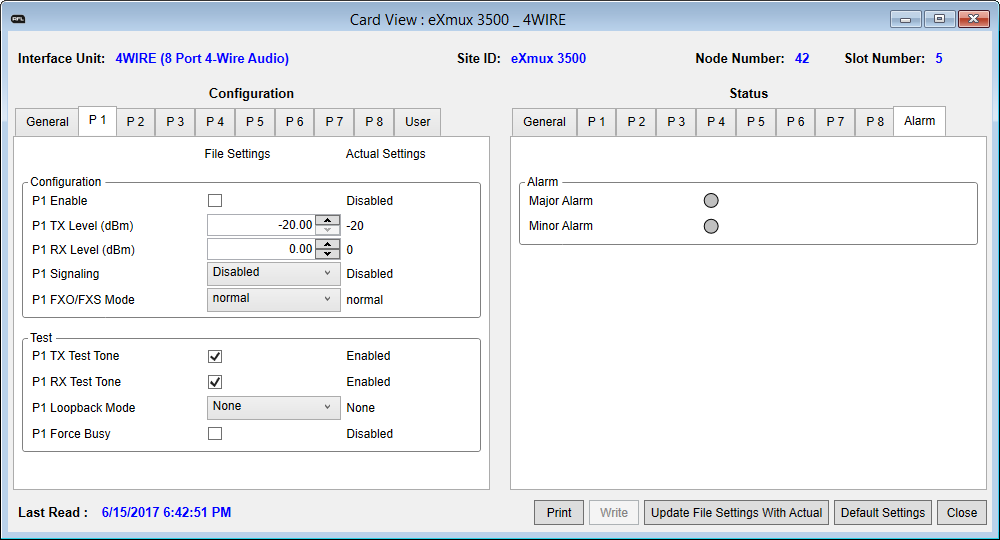 RFL Card View : eXmux 3500 _ 4WIRE
Interface Unit: 4WIRE (8 Port 4-Wire Audio) Site ID: eXmux 3500 Node Number: 42 Slot Number: 5
Configuration
General P 1 P 2 P 3 P 4 P 5 P 6 P 7 P 8 User
File Settings Actual Settings
Configuration
P1 Enable Disabled
P1 TX Level (dBm) -20.00 -20
P1 RX Level (dBm) 0.00 0
P1 Signaling Disabled Disabled
P1 FXO/FXS Mode normal normal
Test
P1 TX Test Tone Enabled
P1 RX Test Tone Enabled
P1 Loopback Mode None None
P1 Force Busy Disabled
Status
General P 1 P 2 P 3 P 4 P 5 P 6 P 7 P 8 Alarm
Alarm
Major Alarm
Minor Alarm
Last Read : 6/15/2017 6:42:51 PM
Print Write Update File Settings With Actual Default Settings Close